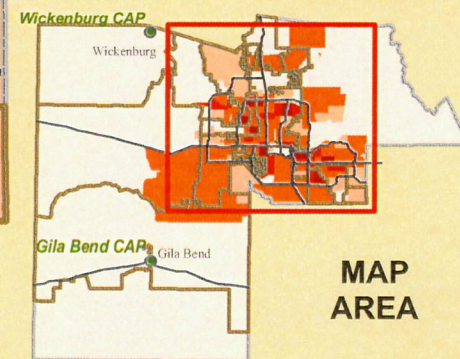 Wickenburg CAP
Wickenburg
Gila Bend CAP
Gila Bend
MAP
AREA